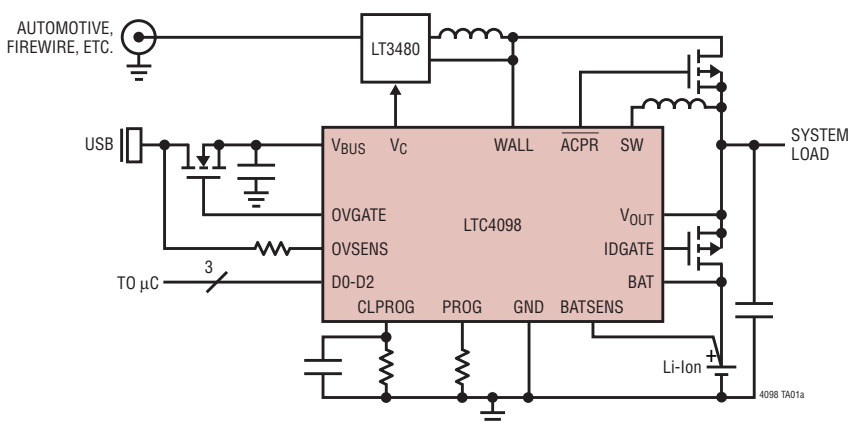 AUTOMOTIVE,
FIREWIRE, ETC.
LT3480
USB
VBUS
VC
WALL
ACPR
SW
SYSTEM
LOAD
OVGATE
LTC4098
VOUT
OVSENS
IDGATE
TO µC
3
D0-D2
BAT
CLPROG
PROG
GND
BATSENS
Li-Ion
+
4098 TA01a